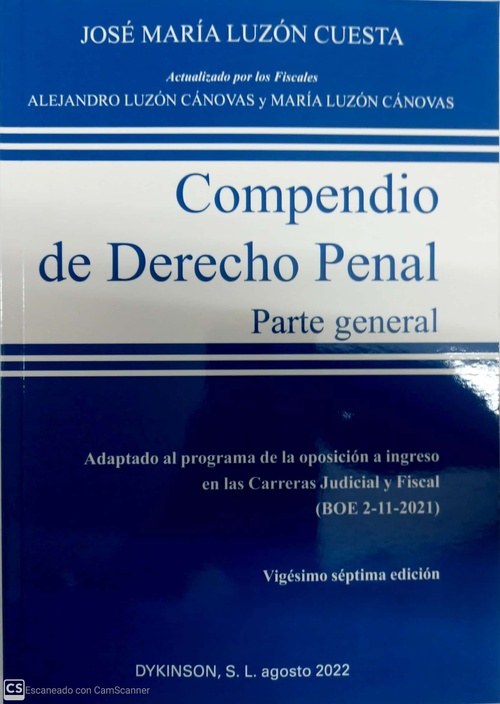 JOSÉ MARÍA LUZÓN CUESTA
Actualizado por los Fiscales
ALEJANDRO LUZÓN CÁNOVAS y MARÍA LUZÓN CÁNOVAS
Compendio
de Derecho Penal
Parte general
Adaptado al programa de la oposición a ingreso
en las Carreras Judicial y Fiscal
(BOE 2-11-2021)
Vigésimo séptima edición
DYKINSON, S. L. agosto 2022
CS Escaneado con CamScanner